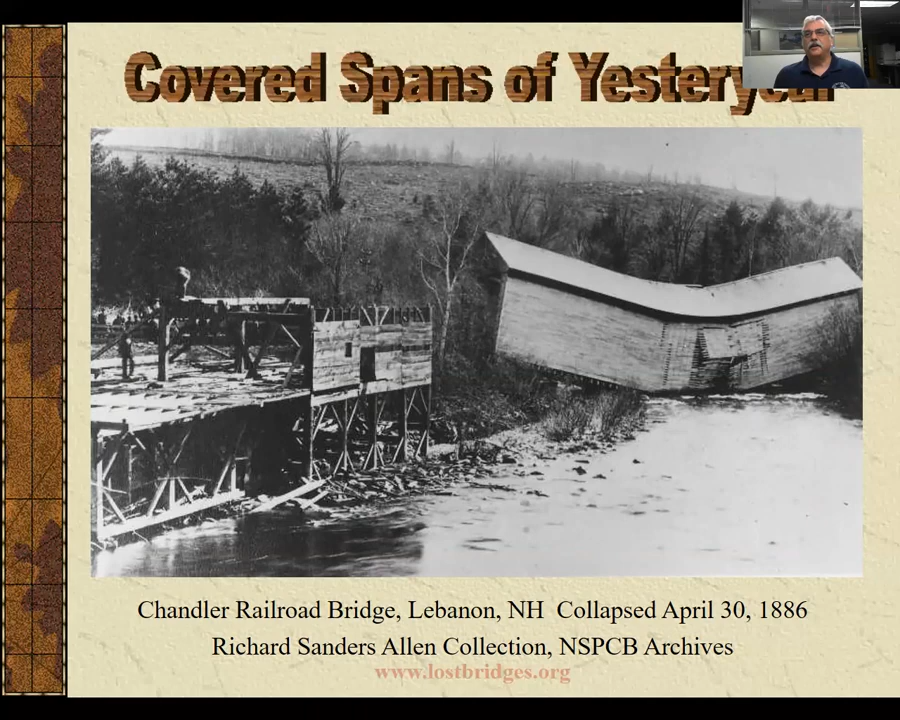 Covered Spans of Yesteryear
Chandler Railroad Bridge, Lebanon, NH Collapsed April 30, 1886
Richard Sanders Allen Collection, NSPCB Archives
www.lostbridges.org